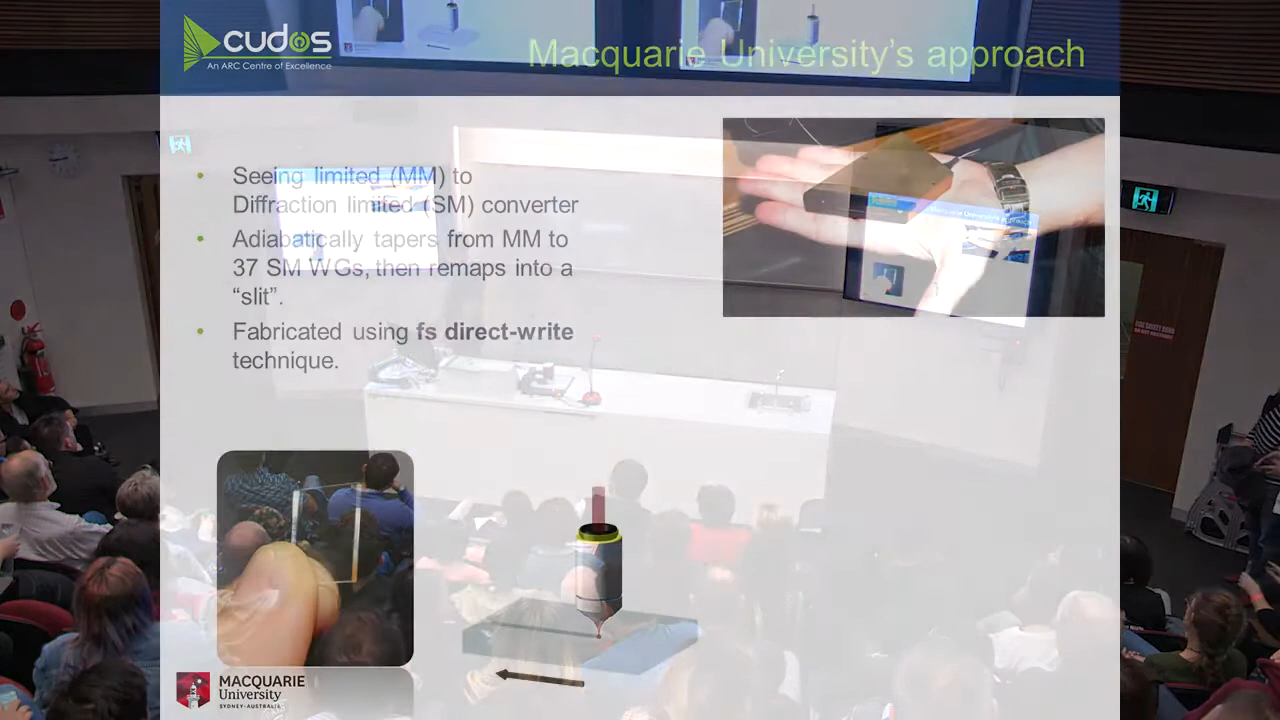 cudos
An ARC Centre of Excellence
Macquarie University's approach
• Seeing limited (MM) to
Diffraction limited (SM) converter
• Adiabatically tapers from MM to
37 SM WGs, then remaps into a
“slit”.
• Fabricated using fs direct-write
technique.
MACQUARIE
University
SYDNEY·AUSTRALIA